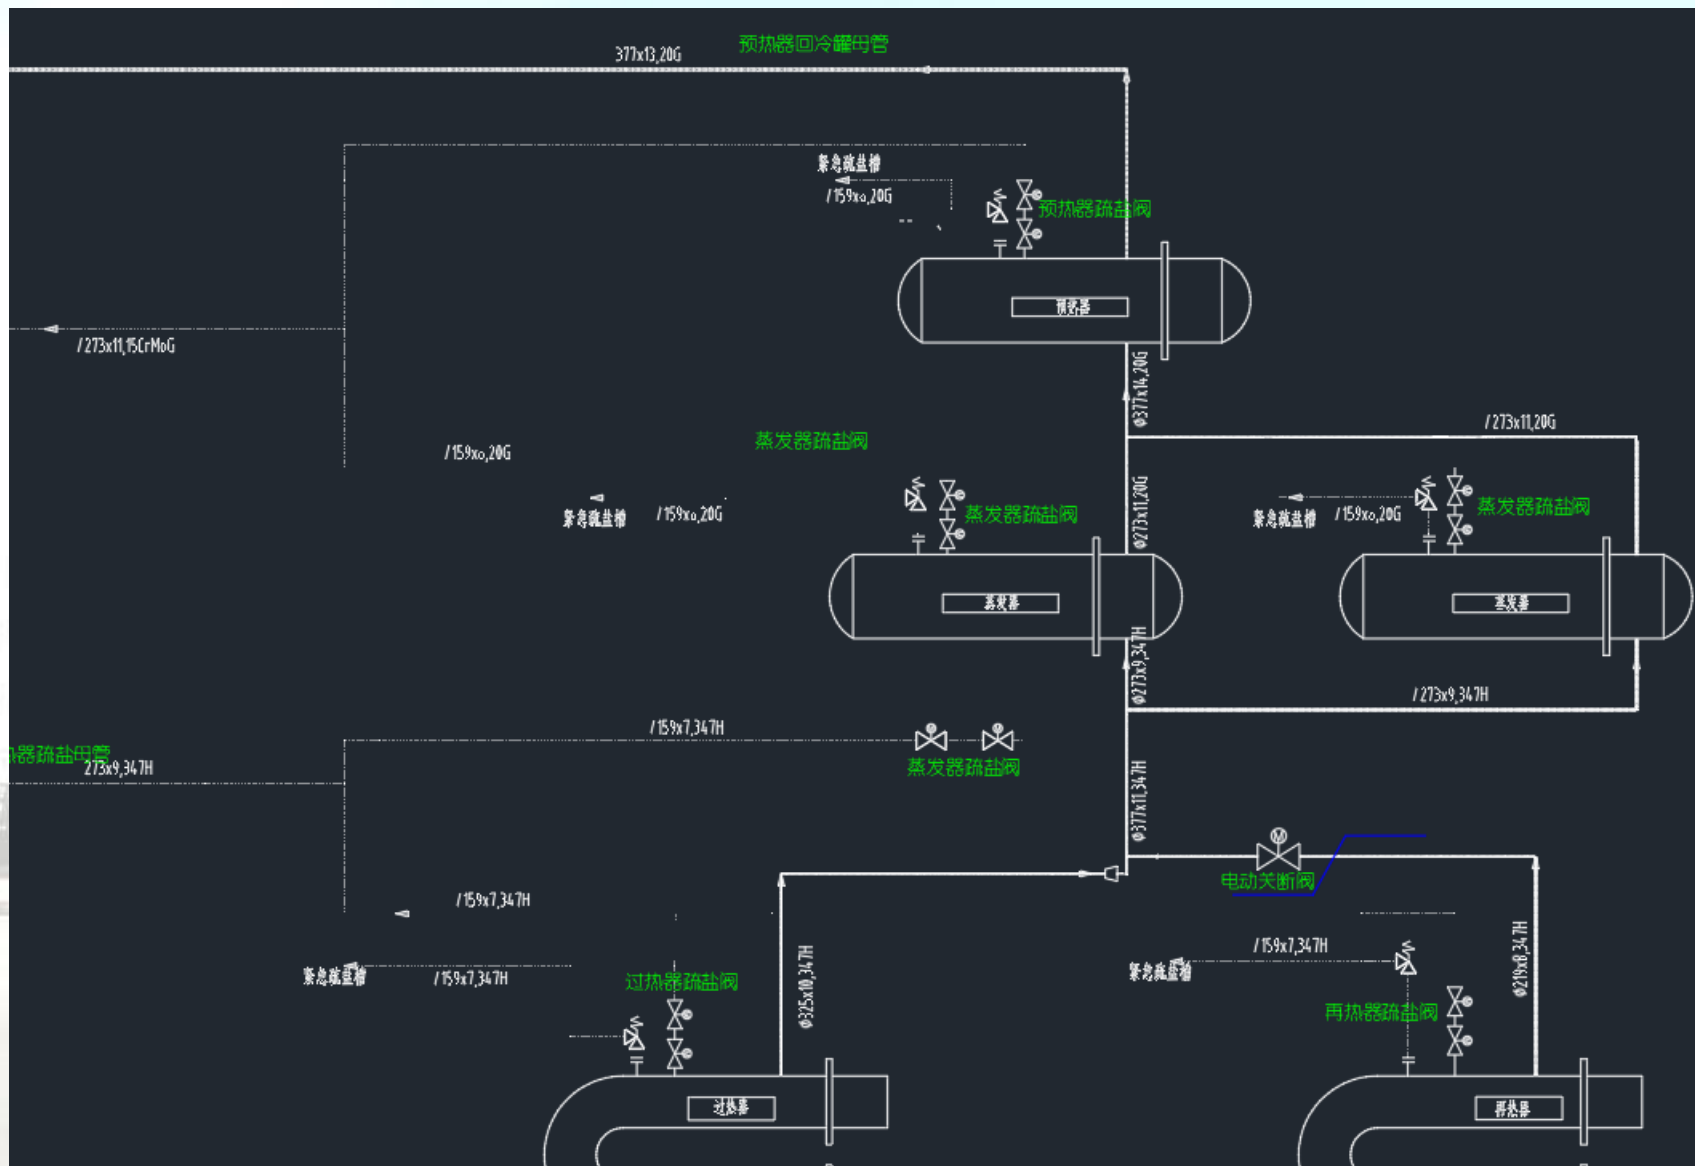 预热器回冷罐母管
377x13,20G
紧急疏盐槽
/159xo,20G
预热器疏盐阀
预热器
/273x11,15CrMoG
Φ377x14,20G
/273x11,20G
蒸发器疏盐阀
/159xo,20G
Φ273x11,20G
紧急疏盐槽
/159xo,20G
蒸发器疏盐阀
紧急疏盐槽
/159xo,20G
蒸发器疏盐阀
蒸发器
蒸发器
Φ273x9,347H
/273x9,347H
/159x7,347H
热器疏盐母管
273x9,347H
蒸发器疏盐阀
Φ377x11,347H
M
电动关断阀
/159x7,347H
紧急疏盐槽
/159x7,347H
过热器疏盐阀
Φ325x10,347H
/159x7,347H
紧急疏盐槽
Φ219x8,347H
再热器疏盐阀
过热器
再热器